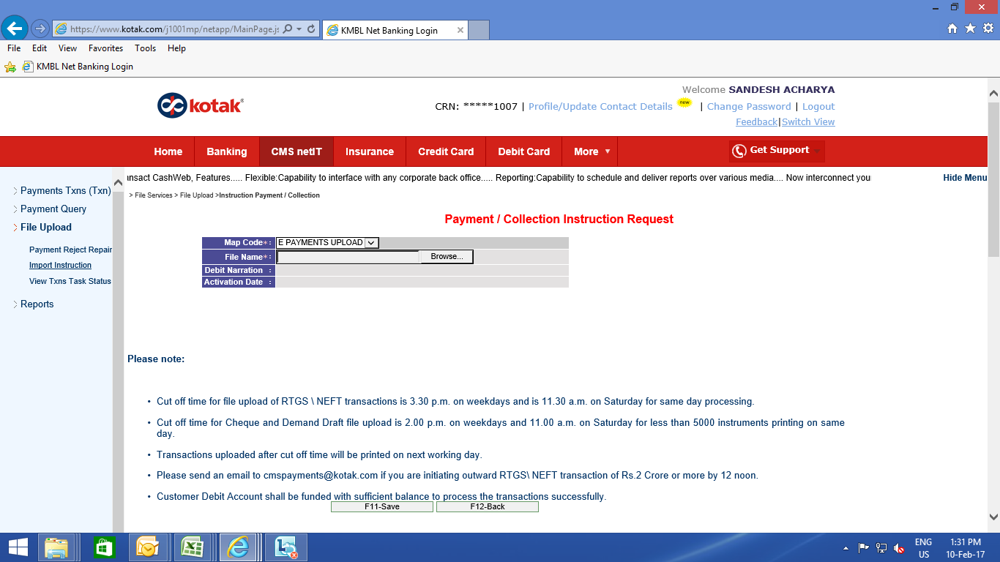 https://www.kotak.com/j1001mp/netapp/MainPage.js
KMBL Net Banking Login
File Edit View Favorites Tools Help
KMBL Net Banking Login
Welcome SANDESH ACHARYA
kotak®
CRN: *****1007 | Profile/Update Contact Details new | Change Password | Logout
Feedback|Switch View
Home Banking CMS netIT Insurance Credit Card Debit Card More Get Support
ansact CashWeb, Features..... Flexible:Capability to interface with any corporate back office..... Reporting:Capability to schedule and deliver reports over various media.... Now interconnect you
Hide Menu
Payments Txns (Txn)
Payment Query
File Upload
Payment Reject Repair
Import Instruction
View Txns Task Status
Reports
> File Services > File Upload >Instruction Payment / Collection
Payment / Collection Instruction Request
Map Code* : E PAYMENTS UPLOAD
File Name* : Browse...
Debit Narration :
Activation Date :
Please note:
• Cut off time for file upload of RTGS \ NEFT transactions is 3.30 p.m. on weekdays and is 11.30 a.m. on Saturday for same day processing.
• Cut off time for Cheque and Demand Draft file upload is 2.00 p.m. on weekdays and 11.00 a.m. on Saturday for less than 5000 instruments printing on same
day.
• Transactions uploaded after cut off time will be printed on next working day.
• Please send an email to cmspayments@kotak.com if you are initiating outward RTGS\ NEFT transaction of Rs.2 Crore or more by 12 noon.
• Customer Debit Account shall be funded with sufficient balance to process the transactions successfully.
F11-Save F12-Back
ENG 1:31 PM
US 10-Feb-17